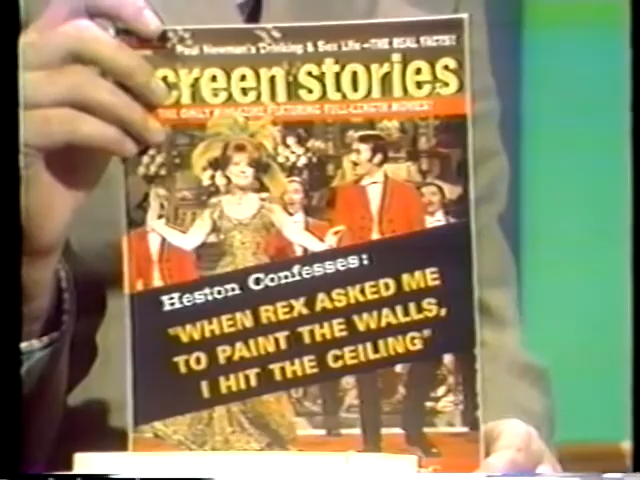 Paul Newman's Drinking & Sex Life—THE REAL FACTS!
creen stories
THE ONLY MAGAZINE FEATURING FULL-LENGTH MOVIES!
Heston Confesses:
"WHEN REX ASKED ME
TO PAINT THE WALLS,
I HIT THE CEILING"